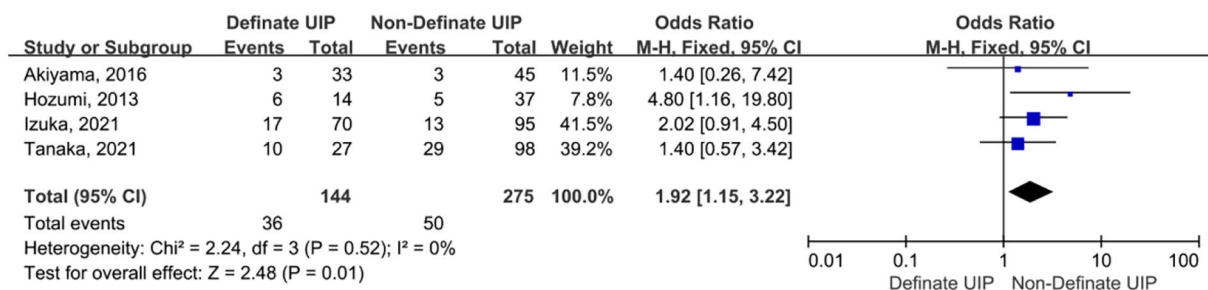 Definate UIP Non-Definate UIP Odds Ratio Odds Ratio
Study or Subgroup Events Total Events Total Weight M-H, Fixed, 95% CI M-H, Fixed, 95% CI
Akiyama, 2016 3 33 3 45 11.5% 1.40 [0.26, 7.42]
Hozumi, 2013 6 14 5 37 7.8% 4.80 [1.16, 19.80]
Izuka, 2021 17 70 13 95 41.5% 2.02 [0.91, 4.50]
Tanaka, 2021 10 27 29 98 39.2% 1.40 [0.57, 3.42]
Total (95% CI) 144 275 100.0% 1.92 [1.15, 3.22]
Total events 36 50
Heterogeneity: Chi² = 2.24, df = 3 (P = 0.52); I² = 0%
Test for overall effect: Z = 2.48 (P = 0.01)
0.01 0.1 1 10 100
Definate UIP Non-Definate UIP